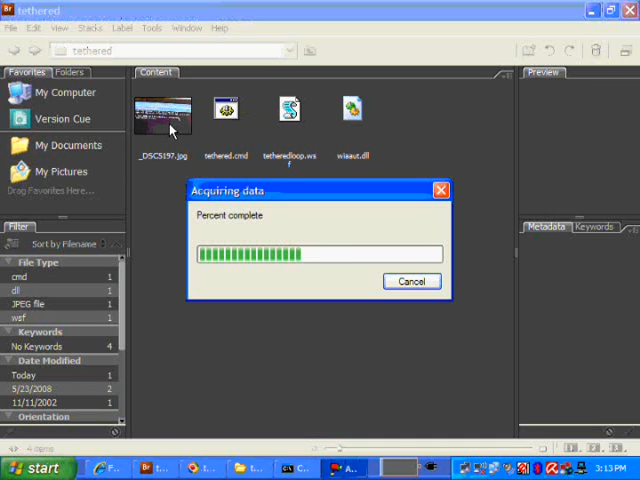 Br tethered
File Edit View Stacks Label Tools Window Help
tethered
Favorites Folders
My Computer
Version Cue
My Documents
My Pictures
Drag Favorites Here...
Filter
Sort by Filename
File Type
cmd 1
dll 1
JPEG file 1
wsf 1
Keywords
No Keywords 4
Date Modified
Today 1
5/23/2008 2
11/11/2002 1
Orientation
Content
_DSC5197.jpg tethered.cmd tetheredloop.ws wiaaut.dll
f
Acquiring data
Percent complete
Cancel
Preview
Metadata Keywords
4 items
start F... Br t... t... t... C... A... 3:13 PM